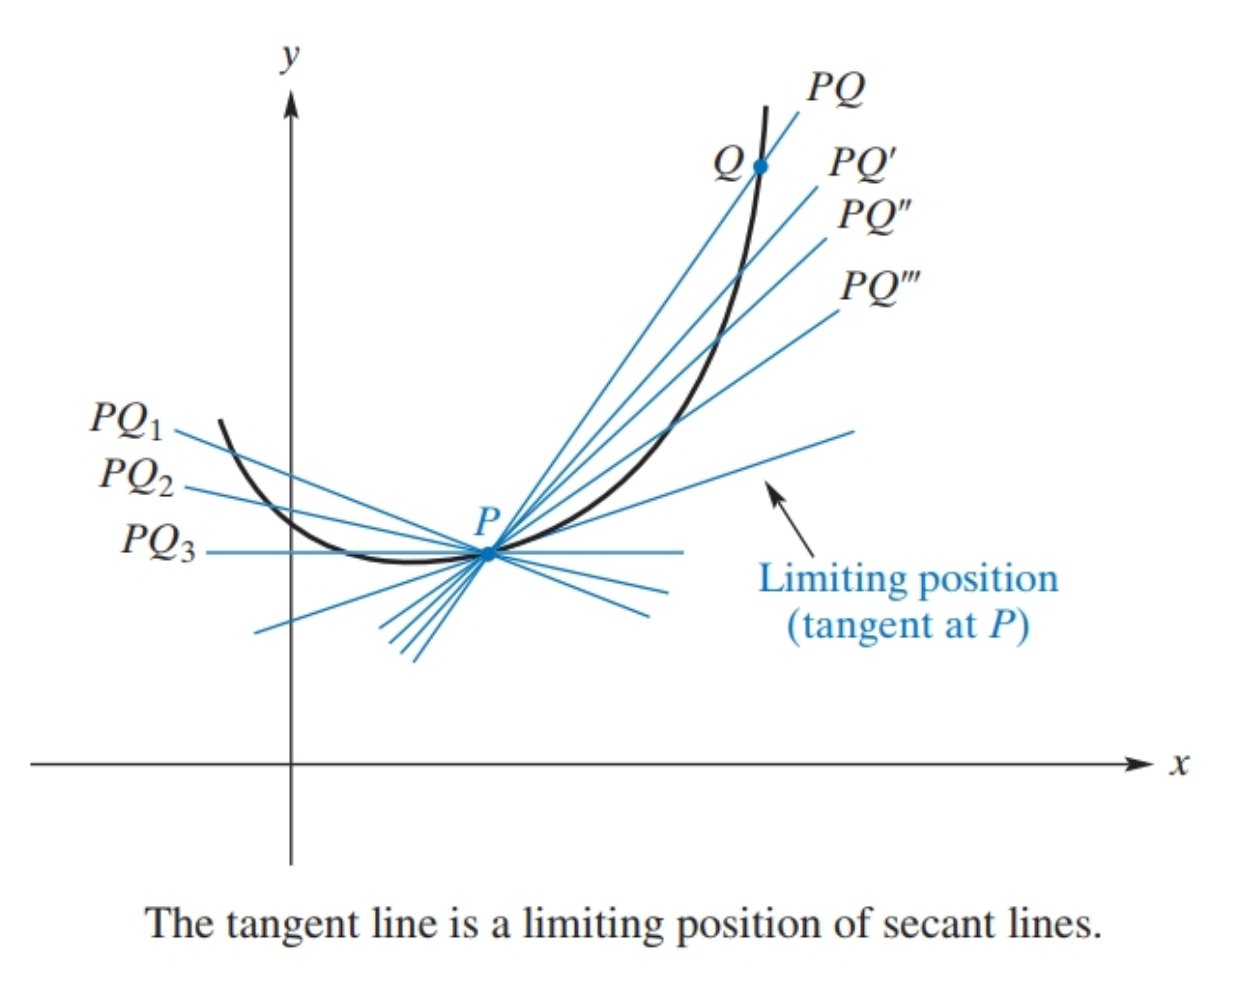 y
PQ
Q
PQ′
PQ″
PQ‴
PQ₁
PQ₂
P
PQ₃
Limiting position
(tangent at P)
x
The tangent line is a limiting position of secant lines.